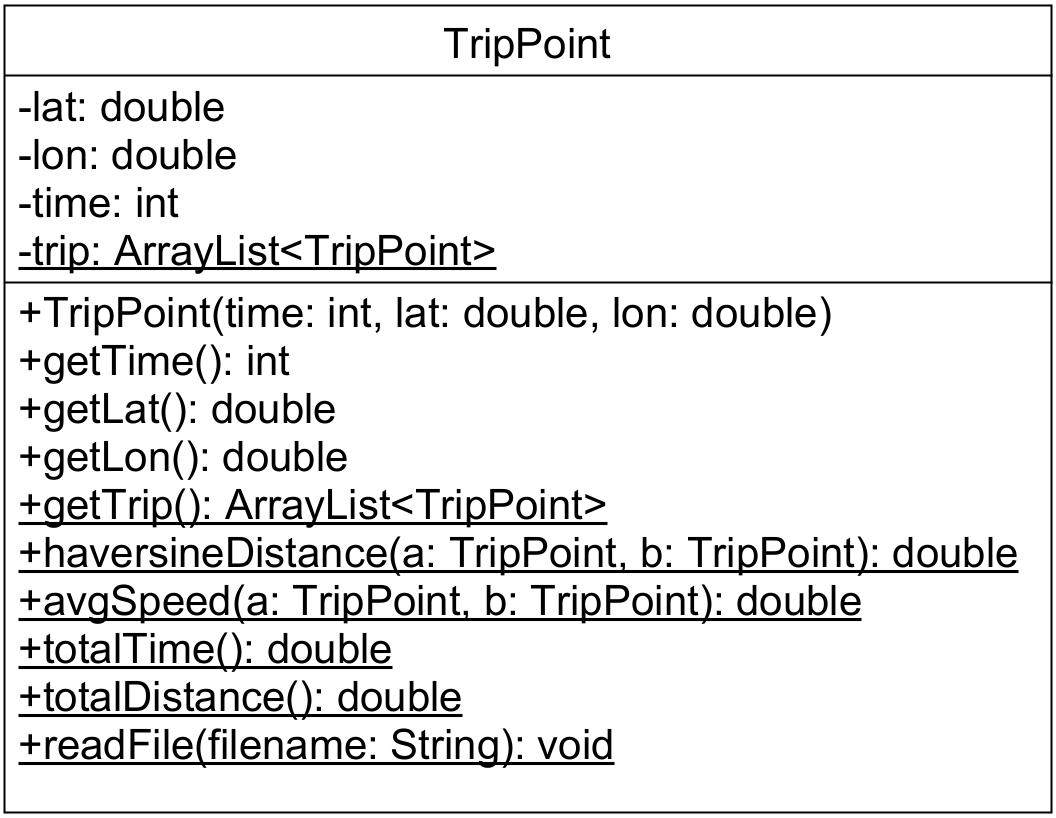 TripPoint
-lat: double
-lon: double
-time: int
-trip: ArrayList<TripPoint>
+TripPoint(time: int, lat: double, lon: double)
+getTime(): int
+getLat(): double
+getLon(): double
+getTrip(): ArrayList<TripPoint>
+haversineDistance(a: TripPoint, b: TripPoint): double
+avgSpeed(a: TripPoint, b: TripPoint): double
+totalTime(): double
+totalDistance(): double
+readFile(filename: String): void